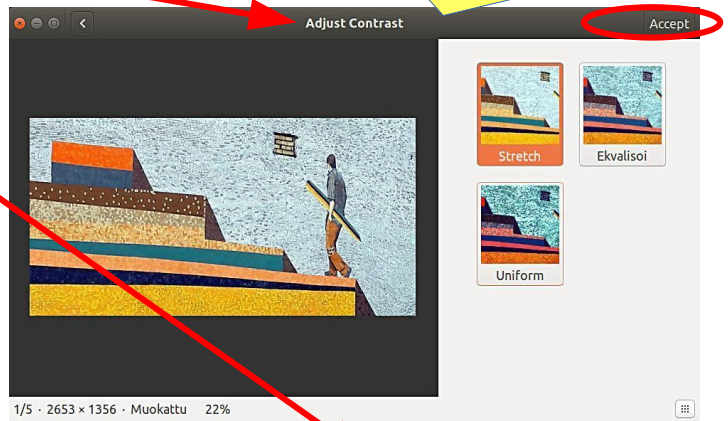 Adjust Contrast
Accept
Stretch
Ekvalisoi
Uniform
1/5 · 2653 × 1356 · Muokattu 22%